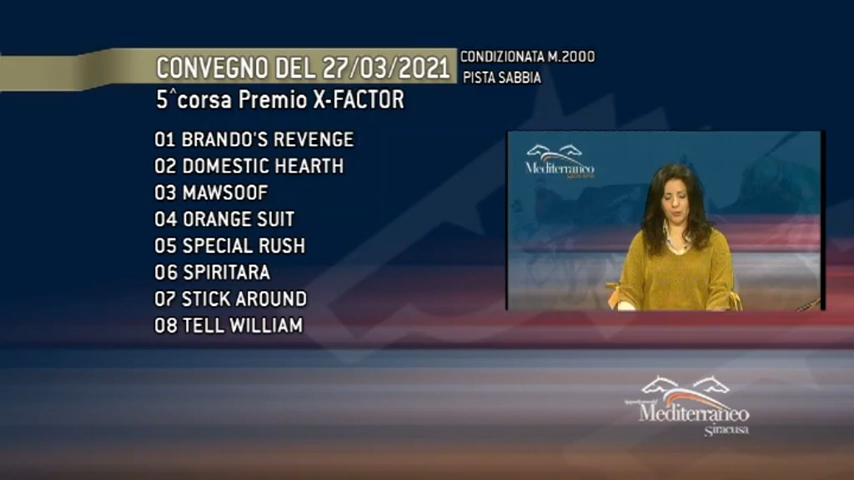 CONVEGNO DEL 27/03/2021
CONDIZIONATA M.2000
PISTA SABBIA
5^corsa Premio X-FACTOR
01 BRANDO'S REVENGE
02 DOMESTIC HEARTH
03 MAWSOOF
04 ORANGE SUIT
05 SPECIAL RUSH
06 SPIRITARA
07 STICK AROUND
08 TELL WILLIAM
Mediterraneo
Mediterraneo
Siracusa